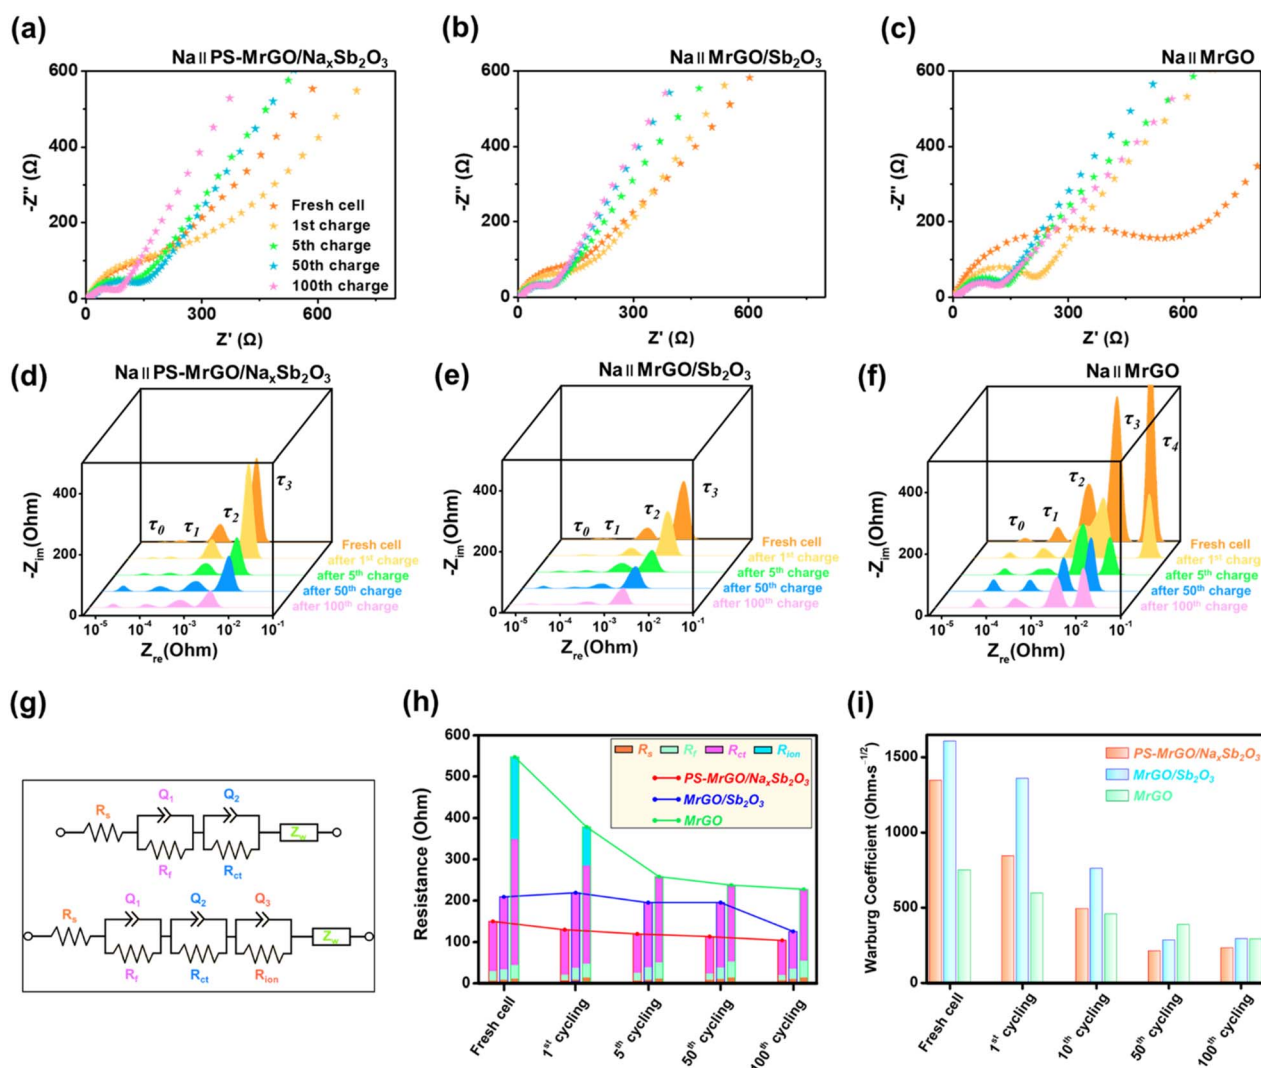 (a)
Na||PS-MrGO/NaxSb2O3
600
400
200
0
-Z'' (Ω)
Fresh cell
1st charge
5th charge
50th charge
100th charge
0 300 600
Z' (Ω)
(b)
Na||MrGO/Sb2O3
600
400
200
0
-Z'' (Ω)
0 300 600
Z' (Ω)
(c)
Na||MrGO
600
400
200
0
-Z'' (Ω)
0 300 600
Z' (Ω)
(d)
Na||PS-MrGO/NaxSb2O3
400
200
0
-Zim(Ohm)
τ0 τ1 τ2 τ3
Fresh cell
after 1st charge
after 5th charge
after 50th charge
after 100th charge
10-5 10-4 10-3 10-2 10-1
Zre(Ohm)
(e)
Na||MrGO/Sb2O3
400
200
0
-Zim(Ohm)
τ0 τ1 τ2 τ3
Fresh cell
after 1st charge
after 5th charge
after 50th charge
after 100th charge
10-5 10-4 10-3 10-2 10-1
Zre(Ohm)
(f)
Na||MrGO
400
200
0
-Zim(Ohm)
τ0 τ1 τ2 τ3 τ4
Fresh cell
after 1st charge
after 5th charge
after 50th charge
after 100th charge
10-5 10-4 10-3 10-2 10-1
Zre(Ohm)
(g)
Q1 Q2
Rs
Zw
Rf Rct
Q1 Q2 Q3
Rs
Zw
Rf Rct Rion
(h)
600
500
400
300
200
100
0
Resistance (Ohm)
Rs Rf Rct Rion
PS-MrGO/NaxSb2O3
MrGO/Sb2O3
MrGO
Fresh cell
1st cycling
5th cycling
50th cycling
100th cycling
(i)
1500
1000
500
0
Warburg Coefficient (Ohm·s-1/2)
PS-MrGO/NaxSb2O3
MrGO/Sb2O3
MrGO
Fresh cell
1st cycling
10th cycling
50th cycling
100th cycling